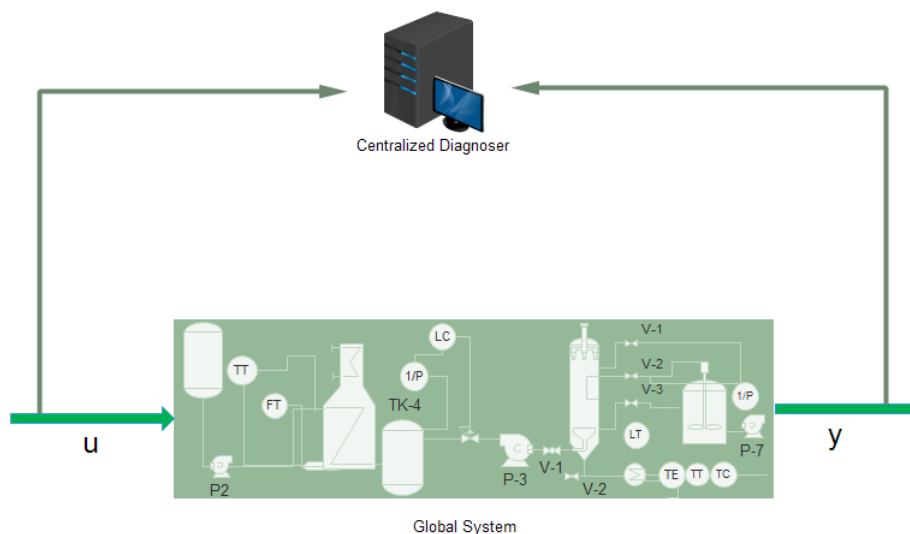 Centralized Diagnoser
u
y
TT
FT
P2
LC
1/P
TK-4
P-3
V-1
V-2
V-1
V-2
V-3
LT
1/P
P-7
TE
TT
TC
Global System